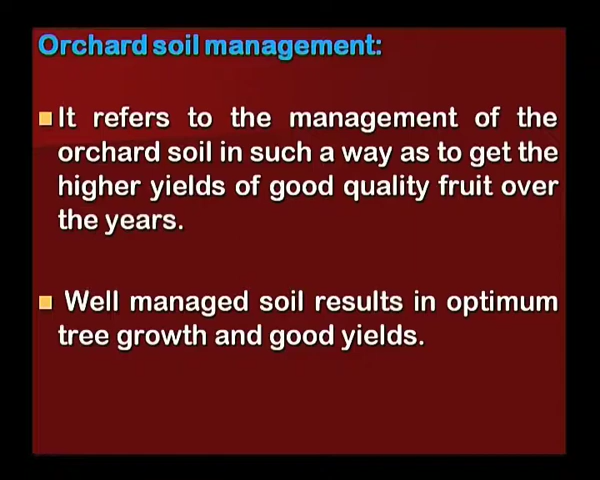 Orchard soil management:
It refers to the management of the
orchard soil in such a way as to get the
higher yields of good quality fruit over
the years.
Well managed soil results in optimum
tree growth and good yields.